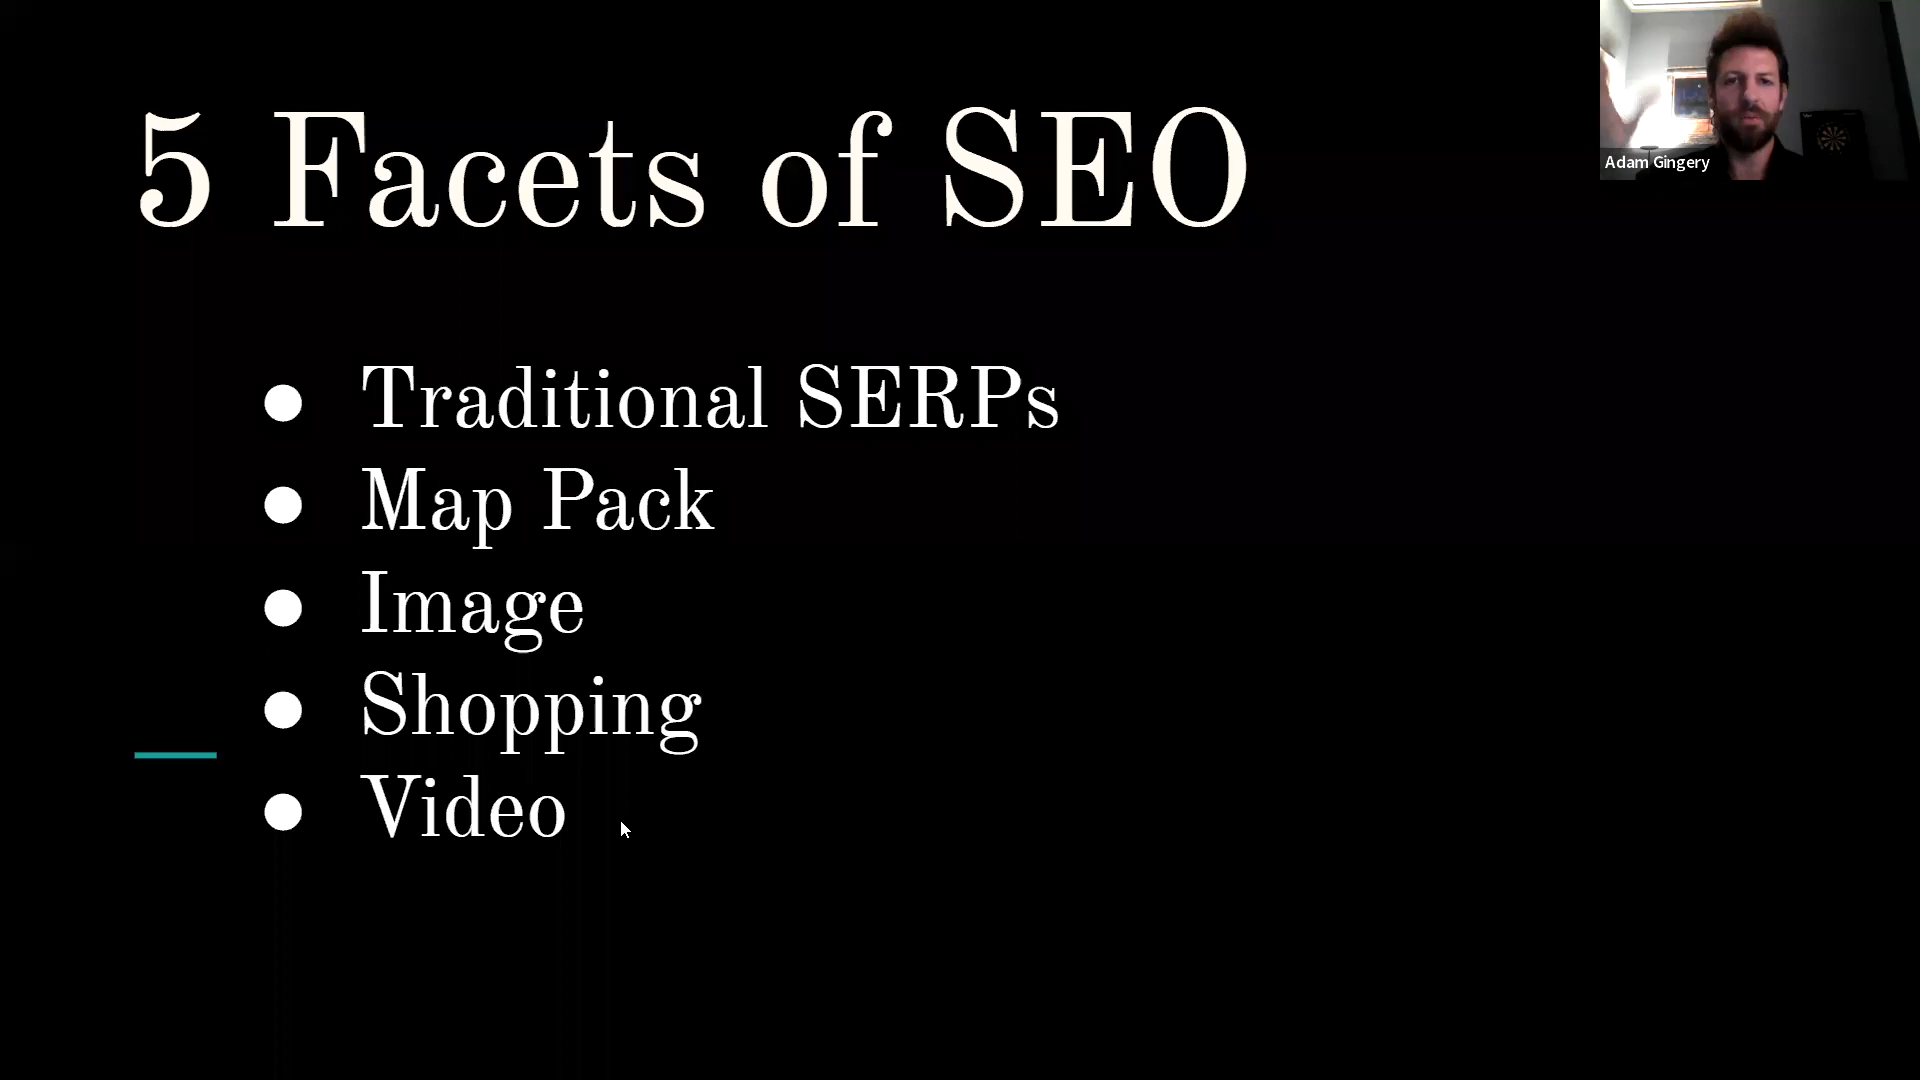 5 Facets of SEO
Adam Gingery
● Traditional SERPs
● Map Pack
● Image
● Shopping
● Video